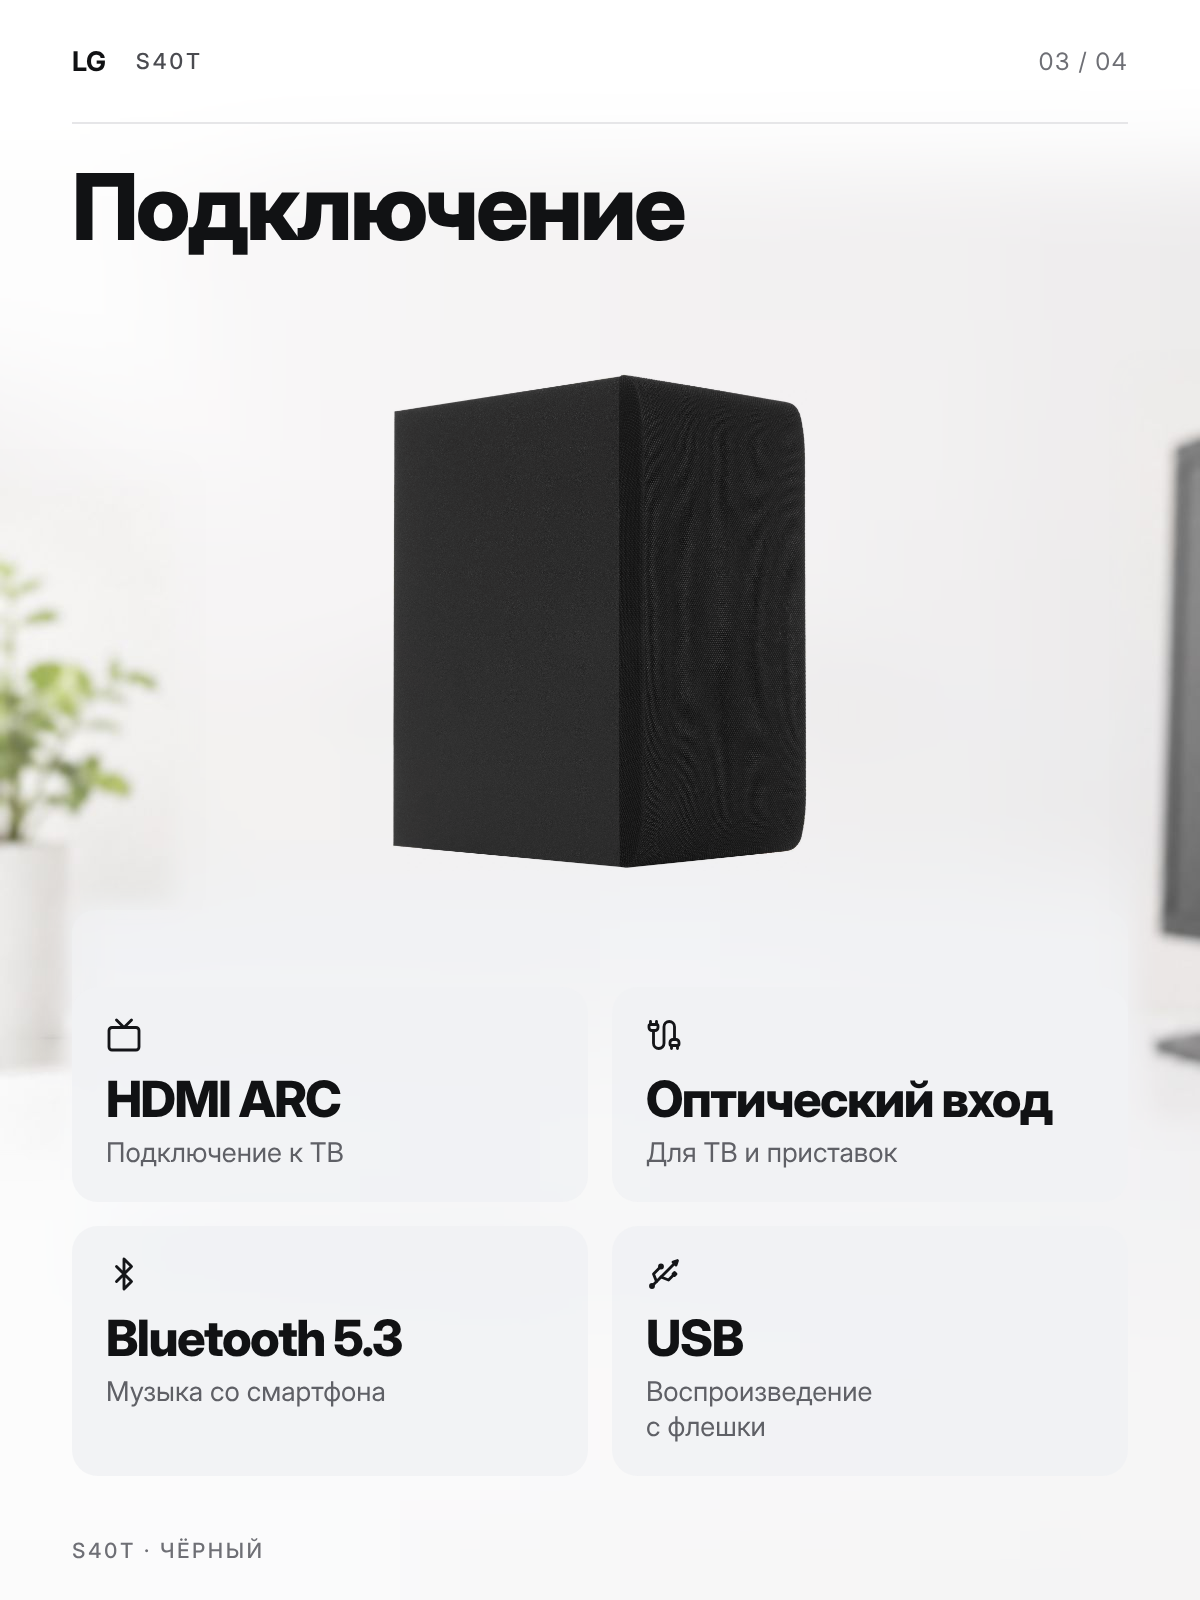 LG S40T 03 / 04
Подключение
HDMI ARC
Подключение к ТВ
Оптический вход
Для ТВ и приставок
Bluetooth 5.3
Музыка со смартфона
USB
Воспроизведение
с флешки
S40T · ЧЁРНЫЙ